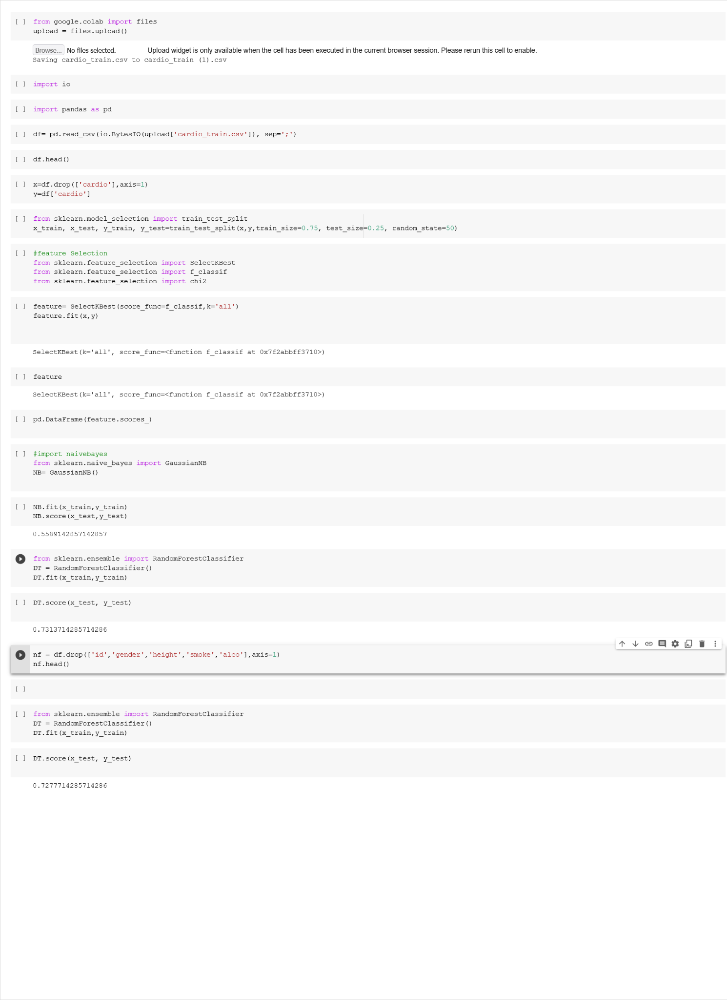 [ ] from google.colab import files
upload = files.upload()
Browse... No files selected. Upload widget is only available when the cell has been executed in the current browser session. Please rerun this cell to enable.
Saving cardio_train.csv to cardio_train (1).csv
[ ] import io
[ ] import pandas as pd
[ ] df= pd.read_csv(io.BytesIO(upload['cardio_train.csv']), sep=';')
[ ] df.head()
[ ] x=df.drop(['cardio'],axis=1)
y=df['cardio']
[ ] from sklearn.model_selection import train_test_split
x_train, x_test, y_train, y_test=train_test_split(x,y,train_size=0.75, test_size=0.25, random_state=50)
[ ] #feature Selection
from sklearn.feature_selection import SelectKBest
from sklearn.feature_selection import f_classif
from sklearn.feature_selection import chi2
[ ] feature= SelectKBest(score_func=f_classif,k='all')
feature.fit(x,y)
SelectKBest(k='all', score_func=<function f_classif at 0x7f2abbff3710>)
[ ] feature
SelectKBest(k='all', score_func=<function f_classif at 0x7f2abbff3710>)
[ ] pd.DataFrame(feature.scores_)
[ ] #import naivebayes
from sklearn.naive_bayes import GaussianNB
NB= GaussianNB()
[ ] NB.fit(x_train,y_train)
NB.score(x_test,y_test)
0.5589142857142857
from sklearn.ensemble import RandomForestClassifier
DT = RandomForestClassifier()
DT.fit(x_train,y_train)
[ ] DT.score(x_test, y_test)
0.7313714285714286
nf = df.drop(['id','gender','height','smoke','alco'],axis=1)
nf.head()
[ ]
[ ] from sklearn.ensemble import RandomForestClassifier
DT = RandomForestClassifier()
DT.fit(x_train,y_train)
[ ] DT.score(x_test, y_test)
0.7277714285714286